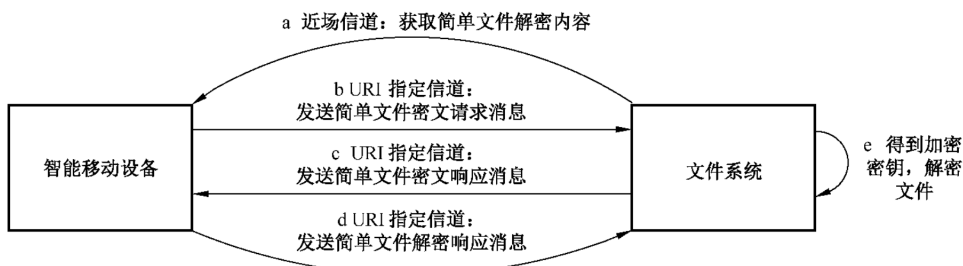 a 近场信道：获取简单文件解密内容
b URI 指定信道：
发送简单文件密文请求消息
智能移动设备
c URI 指定信道：
发送简单文件密文响应消息
文件系统
e 得到加密
密钥，解密
文件
d URI 指定信道：
发送简单文件解密响应消息